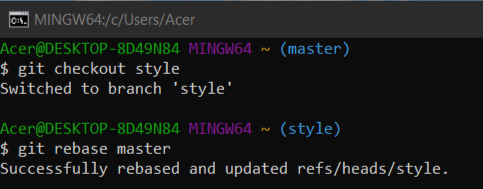 MINGW64:/c/Users/Acer
Acer@DESKTOP-8D49N84 MINGW64 ~ (master)
$ git checkout style
Switched to branch 'style'
Acer@DESKTOP-8D49N84 MINGW64 ~ (style)
$ git rebase master
Successfully rebased and updated refs/heads/style.